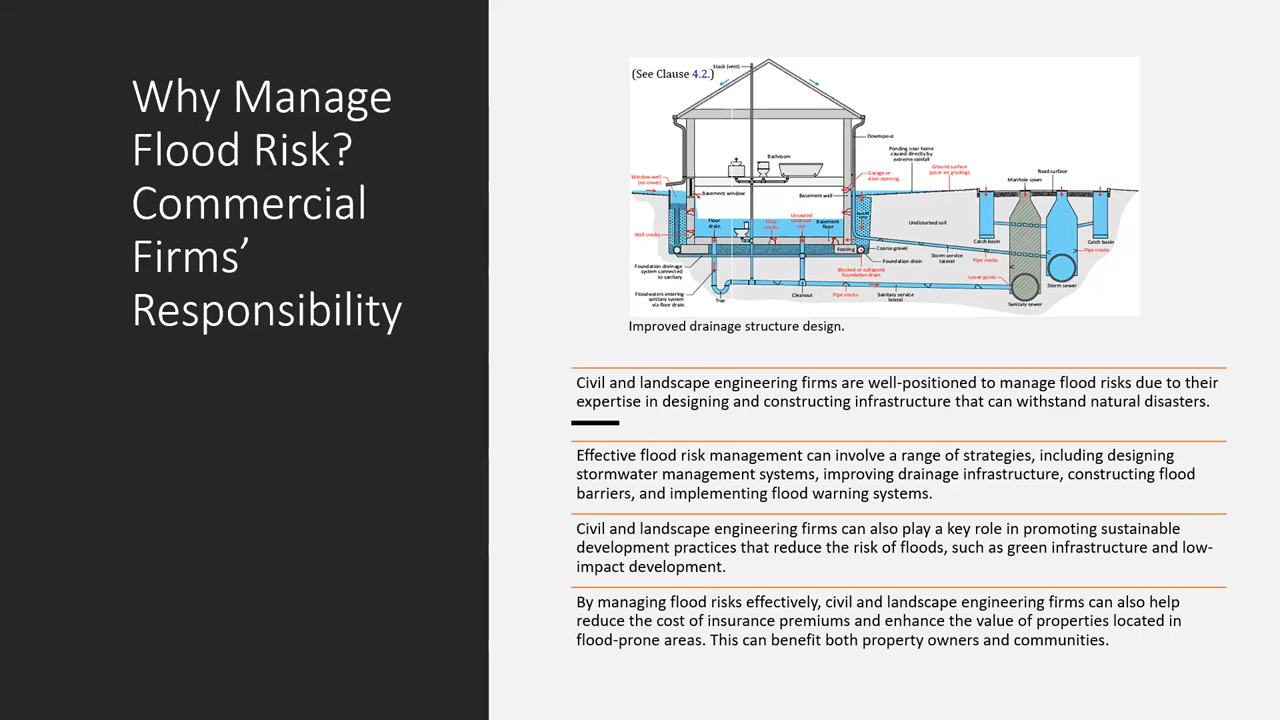 Why Manage
Flood Risk?
Commercial
Firms’
Responsibility
(See Clause 4.2.)
Stack (vent)
Downspout
Bathroom
Ponding near home
caused directly by
extreme rainfall
Window well
(no cover)
Basement window
Garage or
door opening
Basement wall
Ground surface
(poor lot grading)
Manhole cover
Road surface
Wall cracks
Floor
drain
Floor
cracks
Unsealed
Basement
floor
Undisturbed soil
Footing
Coarse gravel
Catch basin
Catch basin
Pipe cracks
Foundation drainage
system connected
to sanitary
Foundation drain
Storm service
lateral
Pipe cracks
Blocked or collapsed
foundation drain
Loose joints
Storm sewer
Floodwaters entering
sanitary system
via floor drain
Trap
Cleanout
Pipe cracks
Sanitary service
lateral
Sanitary sewer
Improved drainage structure design.
Civil and landscape engineering firms are well-positioned to manage flood risks due to their
expertise in designing and constructing infrastructure that can withstand natural disasters.
Effective flood risk management can involve a range of strategies, including designing
stormwater management systems, improving drainage infrastructure, constructing flood
barriers, and implementing flood warning systems.
Civil and landscape engineering firms can also play a key role in promoting sustainable
development practices that reduce the risk of floods, such as green infrastructure and low-
impact development.
By managing flood risks effectively, civil and landscape engineering firms can also help
reduce the cost of insurance premiums and enhance the value of properties located in
flood-prone areas. This can benefit both property owners and communities.